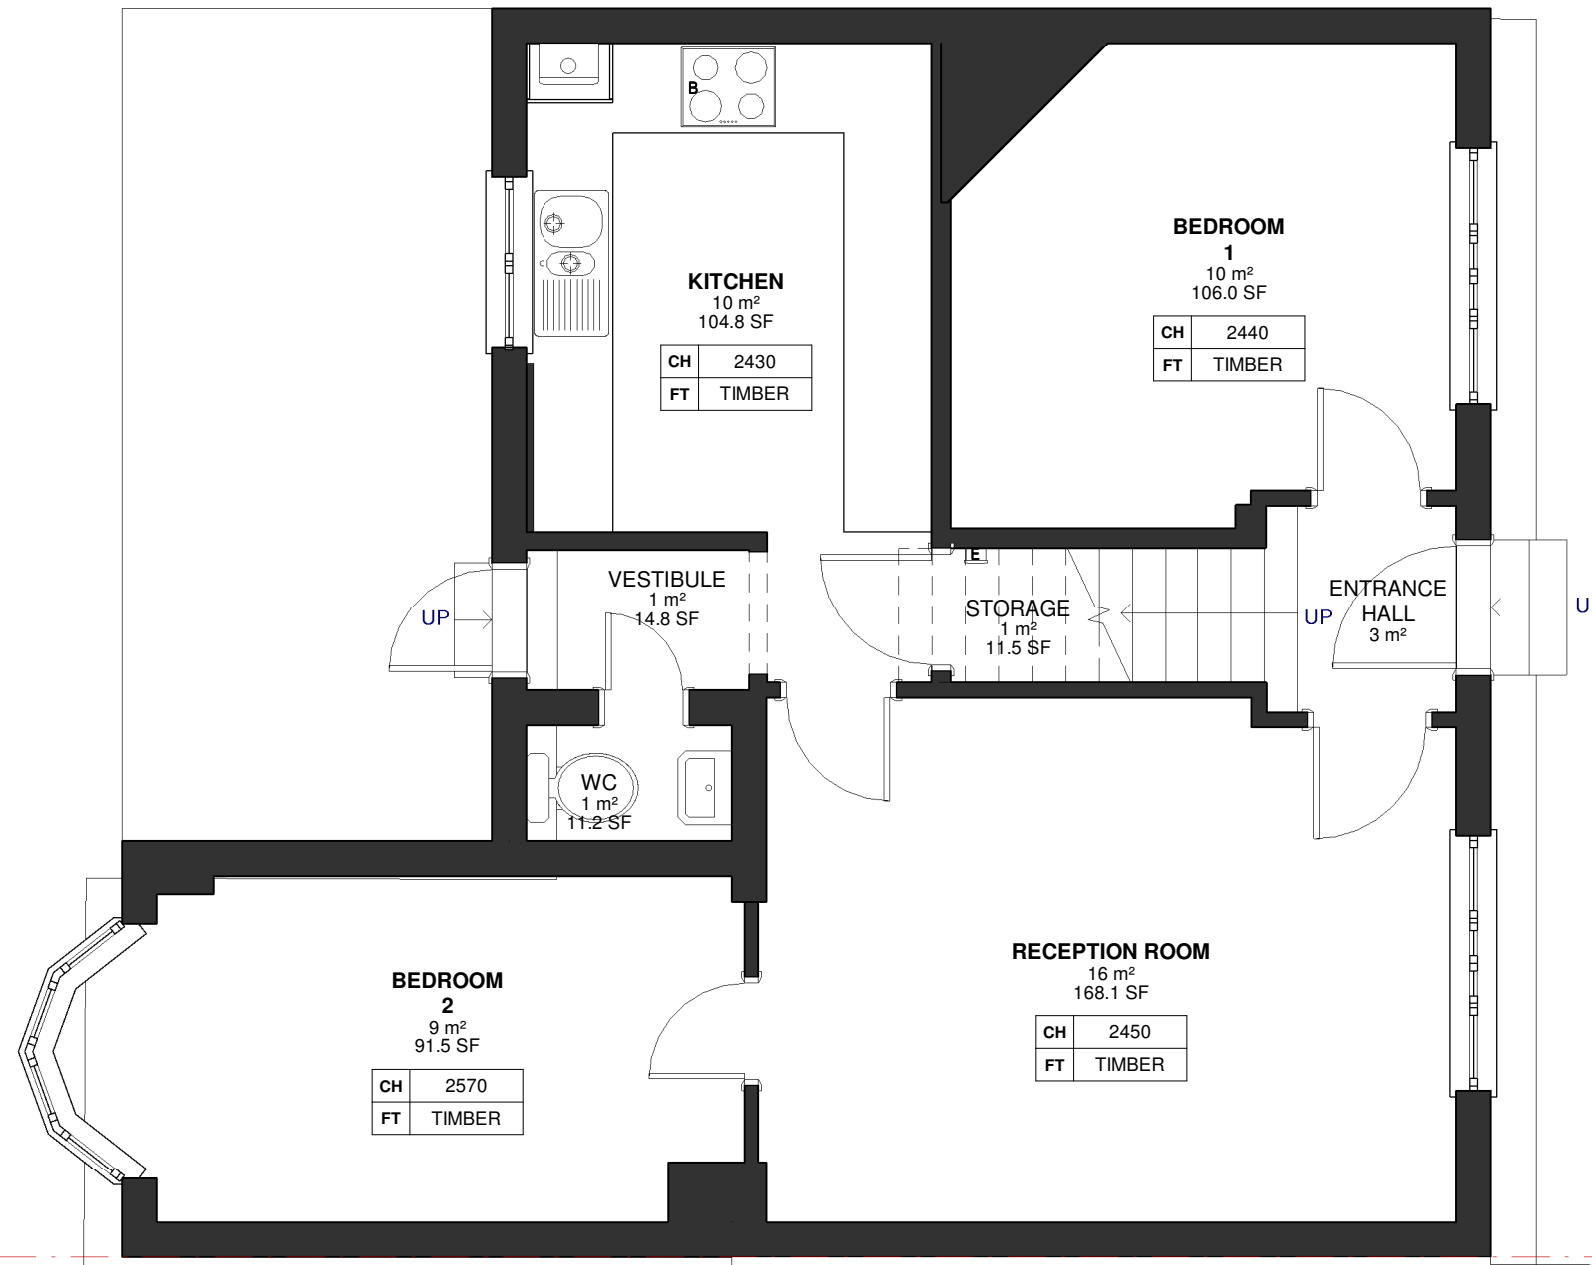 B
BEDROOM
1
10 m²
106.0 SF
CH 2440
FT TIMBER
KITCHEN
10 m²
104.8 SF
CH 2430
FT TIMBER
E
VESTIBULE
1 m²
14.8 SF
UP
STORAGE
1 m²
11.5 SF
UP
ENTRANCE
HALL
3 m²
U
WC
1 m²
11.2 SF
RECEPTION ROOM
16 m²
168.1 SF
CH 2450
FT TIMBER
BEDROOM
2
9 m²
91.5 SF
CH 2570
FT TIMBER